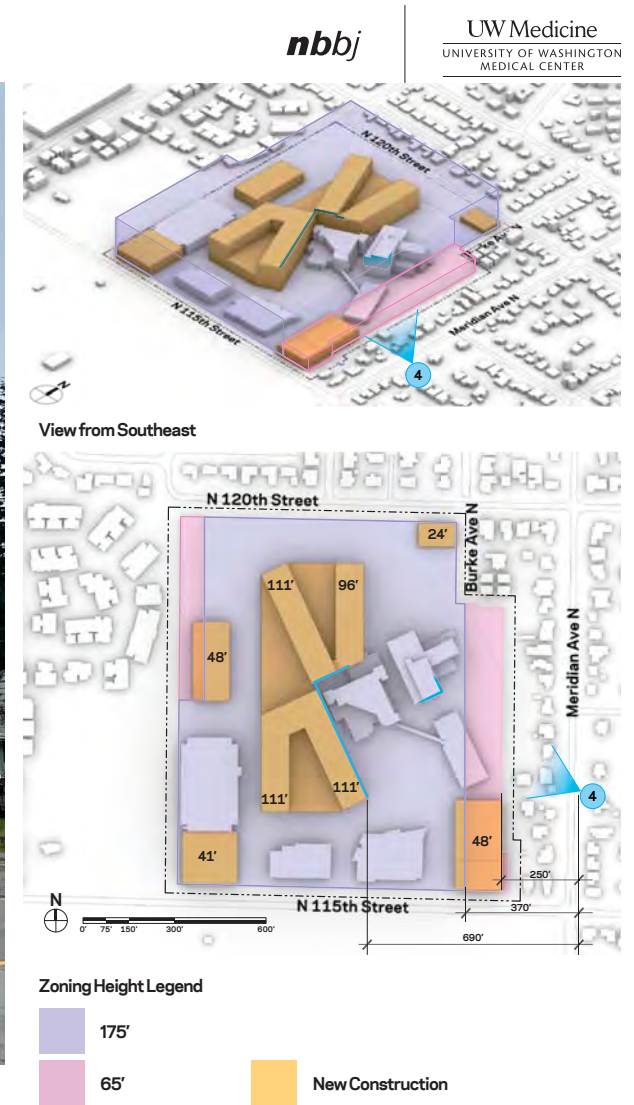 nbbj
UW Medicine
UNIVERSITY OF WASHINGTON
MEDICAL CENTER
N 120th Street
Burke Av N
Meridian Ave N
N 115th Street
N
4
View from Southeast
N 120th Street
Burke Ave N
24'
111'
96'
48'
Meridian Ave N
111'
111'
4
48'
41'
250'
N
N 115th Street
370'
0' 75' 150' 300' 600'
690'
Zoning Height Legend
175'
65'
New Construction